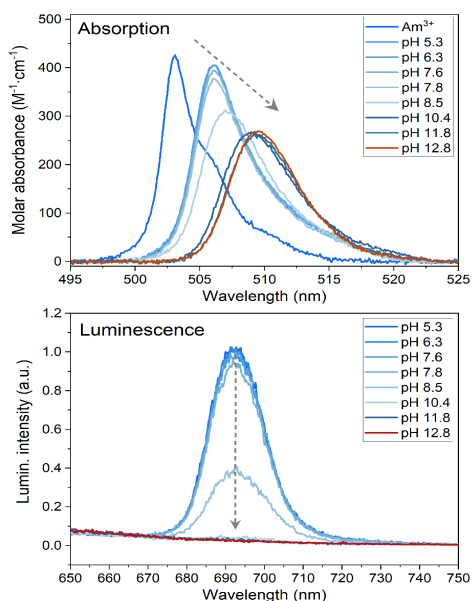 Absorption
Am³⁺
pH 5.3
pH 6.3
pH 7.6
pH 7.8
pH 8.5
pH 10.4
pH 11.8
pH 12.8
Molar absorbance (M⁻¹·cm⁻¹)
500
400
300
200
100
0
495 500 505 510 515 520 525
Wavelength (nm)
Luminescence
pH 5.3
pH 6.3
pH 7.6
pH 7.8
pH 8.5
pH 10.4
pH 11.8
pH 12.8
Lumin. intensity (a.u.)
1.2
1.0
0.8
0.6
0.4
0.2
0.0
650 660 670 680 690 700 710 720 730 740 750
Wavelength (nm)